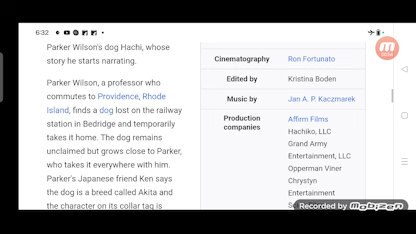 6:32
Parker Wilson's dog Hachi, whose
story he starts narrating.
Parker Wilson, a professor who
commutes to Providence, Rhode
Island, finds a dog lost on the railway
station in Bedridge and temporarily
takes it home. The dog remains
unclaimed but grows close to Parker,
who takes it everywhere with him.
Parker's Japanese friend Ken says
the dog is a breed called Akita and
the character on its collar tag is
Cinematography Ron Fortunato
Edited by Kristina Boden
Music by Jan A. P. Kaczmarek
Production companies Affirm Films
Hachiko, LLC
Grand Army
Entertainment, LLC
Opperman Viner
Chrystyn
Entertainment
Recorded by Mobizen